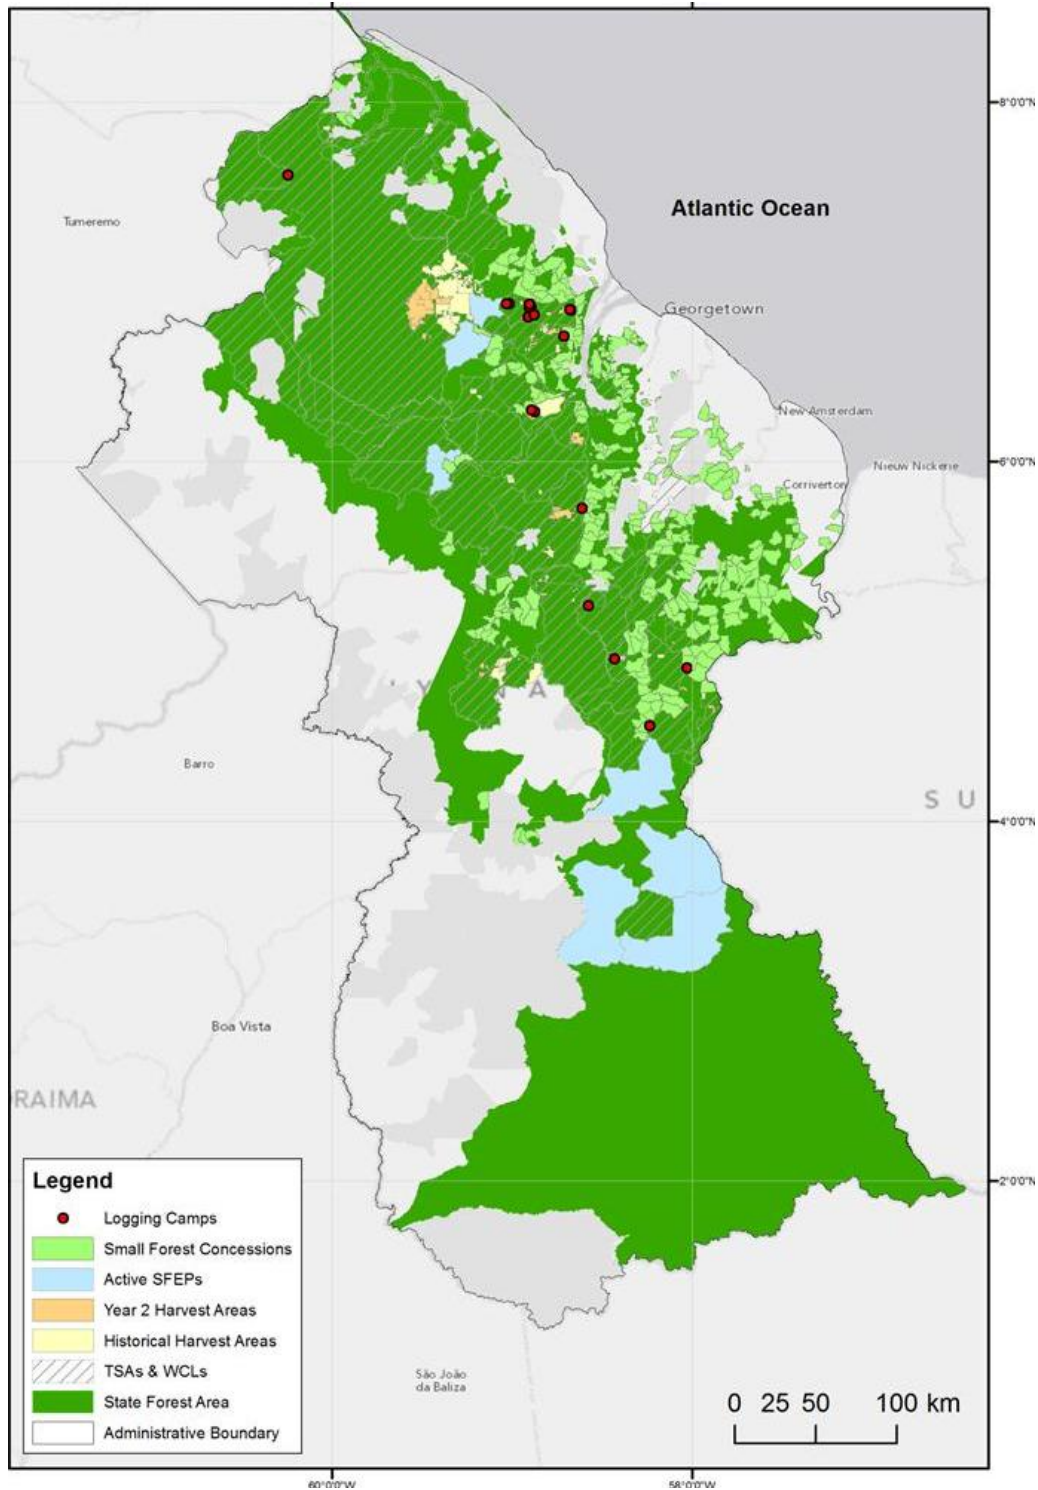 8°0'0"N
Atlantic Ocean
Tumeremo
Georgetown
New Amsterdam
6°0'0"N
Nieuw Nickerie
Corriverton
Barro
S U
4°0'0"N
Boa Vista
RAIMA
2°0'0"N
São João
da Baliza
Legend
Logging Camps
Small Forest Concessions
Active SFEPs
Year 2 Harvest Areas
Historical Harvest Areas
TSAs & WCLs
State Forest Area
Administrative Boundary
0 25 50 100 km
60°0'0"W
58°0'0"W